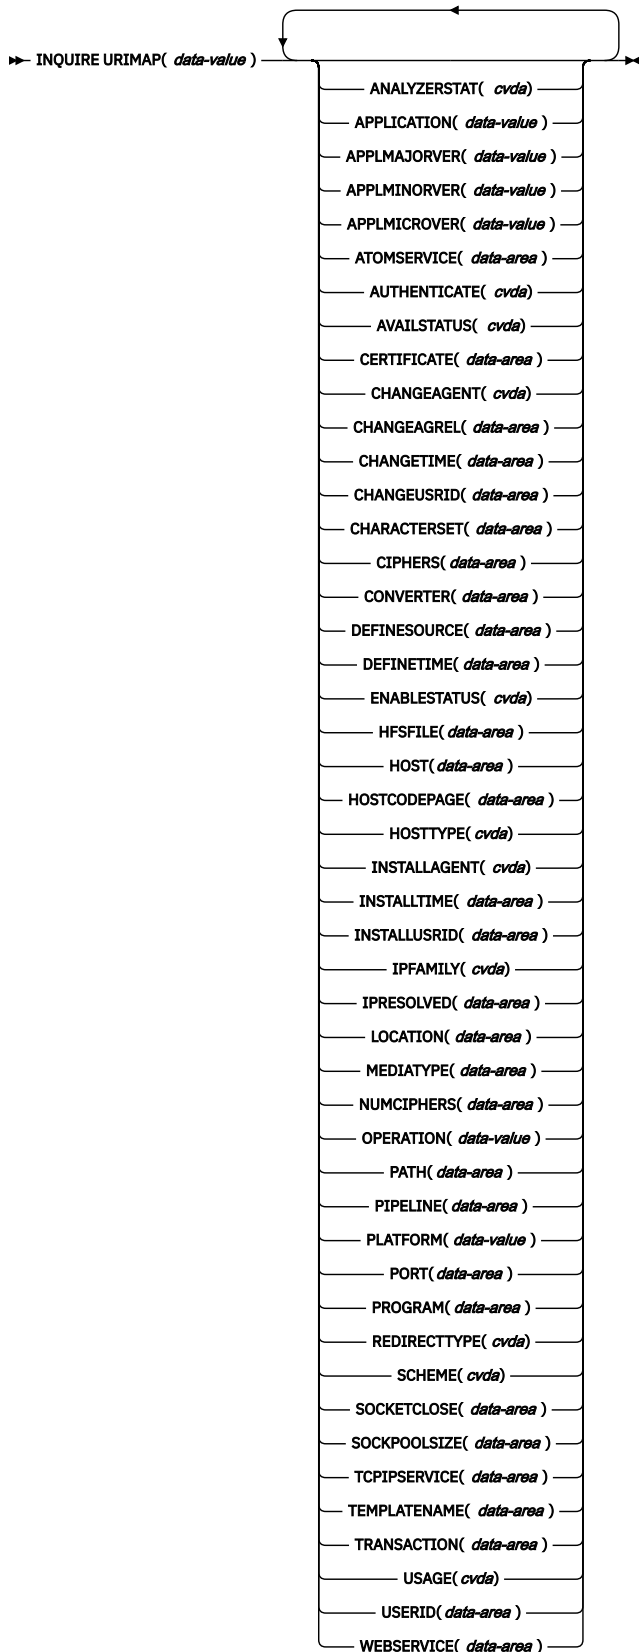 INQUIRE URIMAP( data-value )
ANALYZERSTAT( cvda)
APPLICATION( data-value )
APPLMAJORVER( data-value )
APPLMINORVER( data-value )
APPLMICROVER( data-value )
ATOMSERVICE( data-area )
AUTHENTICATE( cvda)
AVAILSTATUS( cvda)
CERTIFICATE( data-area )
CHANGEAGENT( cvda)
CHANGEAGREL( data-area )
CHANGETIME( data-area )
CHANGEUSRID( data-area )
CHARACTERSET( data-area )
CIPHERS( data-area )
CONVERTER( data-area )
DEFINESOURCE( data-area )
DEFINETIME( data-area )
ENABLESTATUS( cvda)
HFSFILE( data-area )
HOST( data-area )
HOSTCODEPAGE( data-area )
HOSTTYPE( cvda)
INSTALLAGENT( cvda)
INSTALLTIME( data-area )
INSTALLUSRID( data-area )
IPFAMILY( cvda)
IPRESOLVED( data-area )
LOCATION( data-area )
MEDIATYPE( data-area )
NUMCIPHERS( data-area )
OPERATION( data-value )
PATH( data-area )
PIPELINE( data-area )
PLATFORM( data-value )
PORT( data-area )
PROGRAM( data-area )
REDIRECTTYPE( cvda)
SCHEME( cvda)
SOCKETCLOSE( data-area )
SOCKPOOLSIZE( data-area )
TCPIPSERVICE( data-area )
TEMPLATENAME( data-area )
TRANSACTION( data-area )
USAGE( cvda)
USERID( data-area )
WEBSERVICE( data-area )